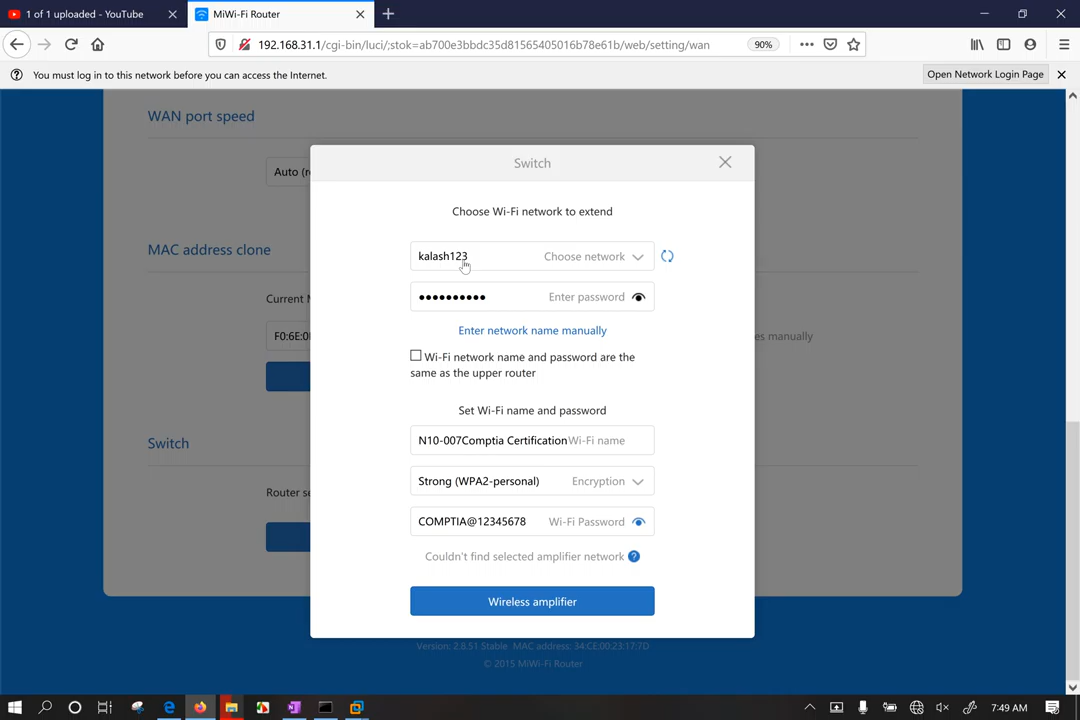 1 of 1 uploaded - YouTube
MiWi-Fi Router
192.168.31.1/cgi-bin/luci/;stok=ab700e3bbdc35d81565405016b78e61b/web/setting/wan
90%
You must log in to this network before you can access the Internet.
Open Network Login Page
WAN port speed
Auto (r
MAC address clone
Current M
F0:6E:0
es manually
Switch
Router se
Switch
Choose Wi-Fi network to extend
kalash123 Choose network
•••••••••• Enter password
Enter network name manually
Wi-Fi network name and password are the
same as the upper router
Set Wi-Fi name and password
N10-007Comptia Certification Wi-Fi name
Strong (WPA2-personal) Encryption
COMPTIA@12345678 Wi-Fi Password
Couldn't find selected amplifier network ?
Wireless amplifier
Version: 2.8.51 Stable MAC address: 34:CE:00:23:17:7D
© 2015 MiWi-Fi Router
7:49 AM